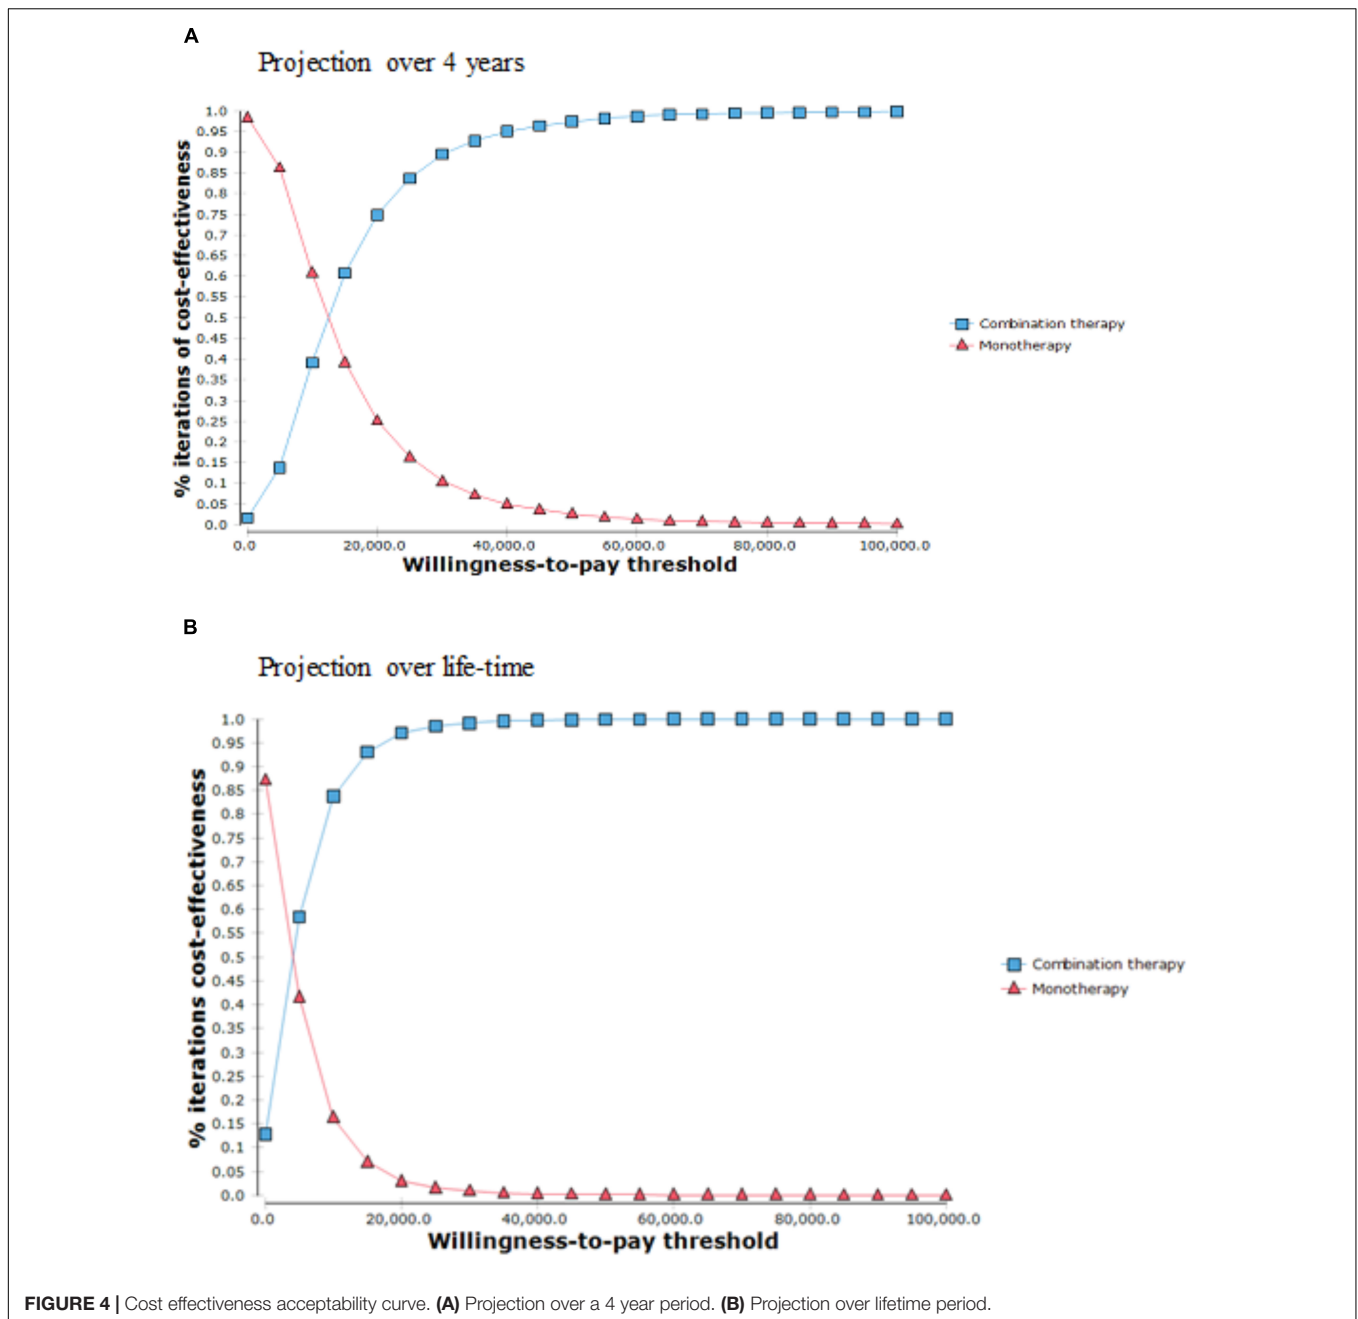 A
Projection over 4 years
% iterations of cost-effectiveness
1.0
0.95
0.9
0.85
0.8
0.75
0.7
0.65
0.6
0.55
0.5
0.45
0.4
0.35
0.3
0.25
0.2
0.15
0.1
0.05
0.0
0.0 20,000.0 40,000.0 60,000.0 80,000.0 100,000.0
Willingness-to-pay threshold
Combination therapy
Monotherapy
B
Projection over life-time
% iterations cost-effectiveness
1.0
0.95
0.9
0.85
0.8
0.75
0.7
0.65
0.6
0.55
0.5
0.45
0.4
0.35
0.3
0.25
0.2
0.15
0.1
0.05
0.0
0.0 20,000.0 40,000.0 60,000.0 80,000.0 100,000.0
Willingness-to-pay threshold
Combination therapy
Monotherapy
FIGURE 4 | Cost effectiveness acceptability curve. (A) Projection over a 4 year period. (B) Projection over lifetime period.